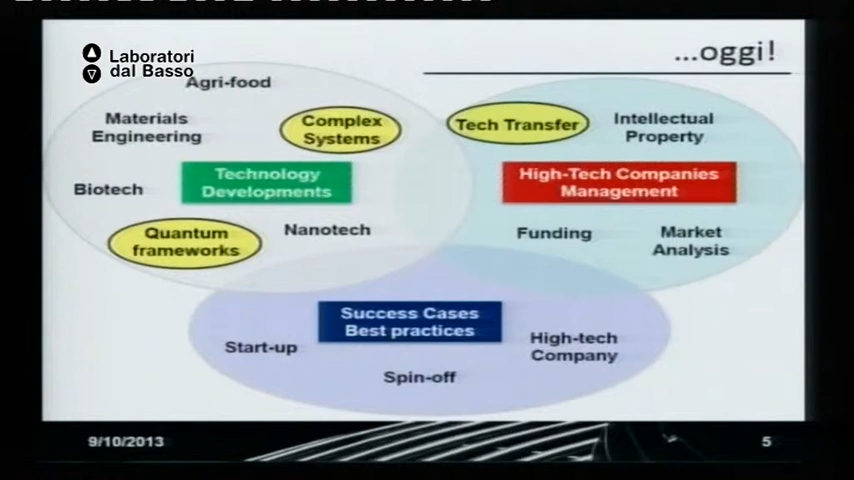 Laboratori
dal Basso
...oggi!
Agri-food
Materials
Engineering
Complex
Systems
Tech Transfer
Intellectual
Property
Technology
Developments
High-Tech Companies
Management
Biotech
Quantum
frameworks
Nanotech
Funding
Market
Analysis
Success Cases
Best practices
Start-up
High-tech
Company
Spin-off
9/10/2013
5